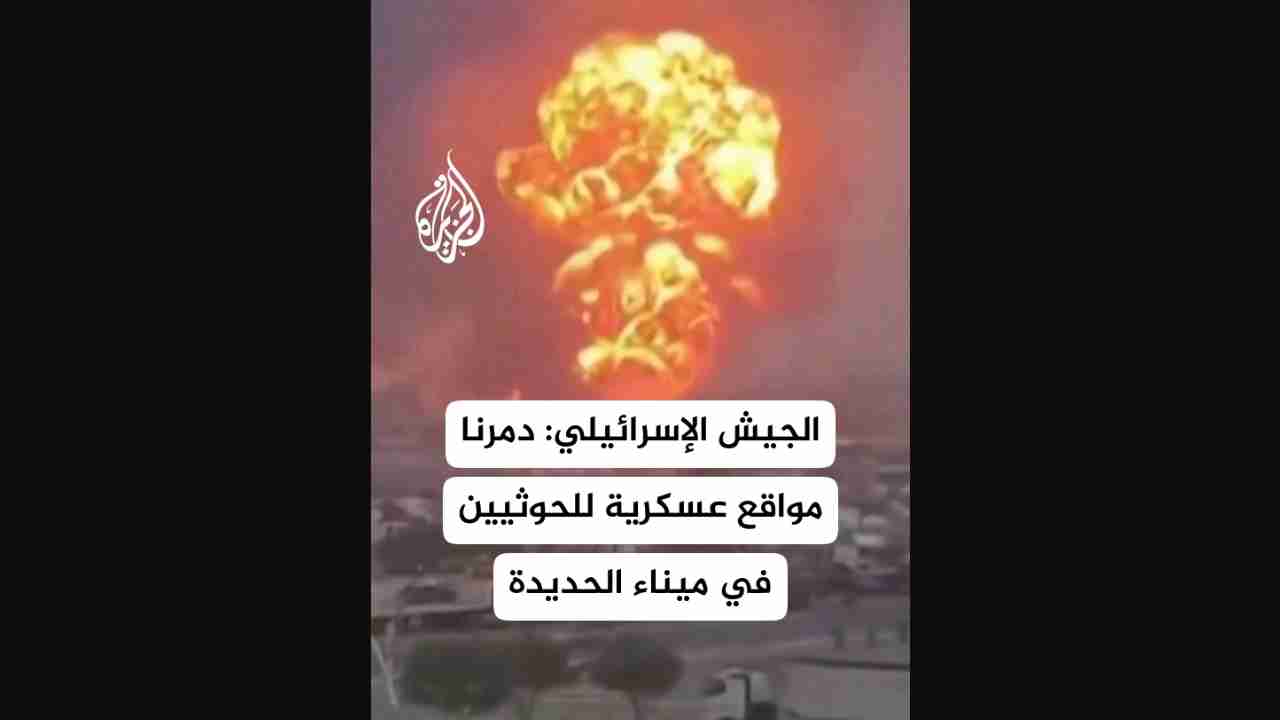 الجزيرة
الجيش الإسرائيلي: دمرنا
مواقع عسكرية للحوثيين
في ميناء الحديدة